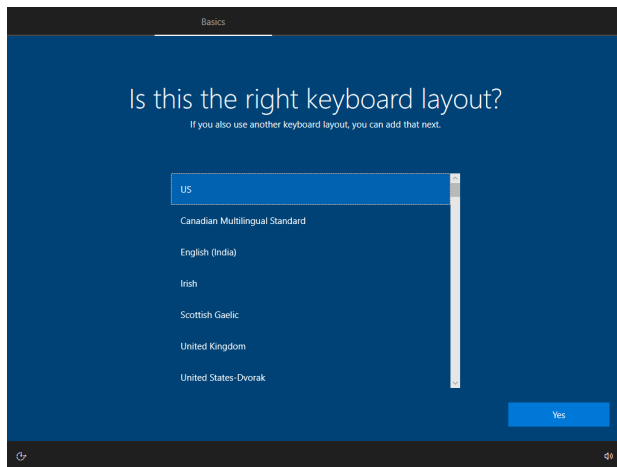 Basics
Is this the right keyboard layout?
If you also use another keyboard layout, you can add that next.
US
Canadian Multilingual Standard
English (India)
Irish
Scottish Gaelic
United Kingdom
United States-Dvorak
Yes